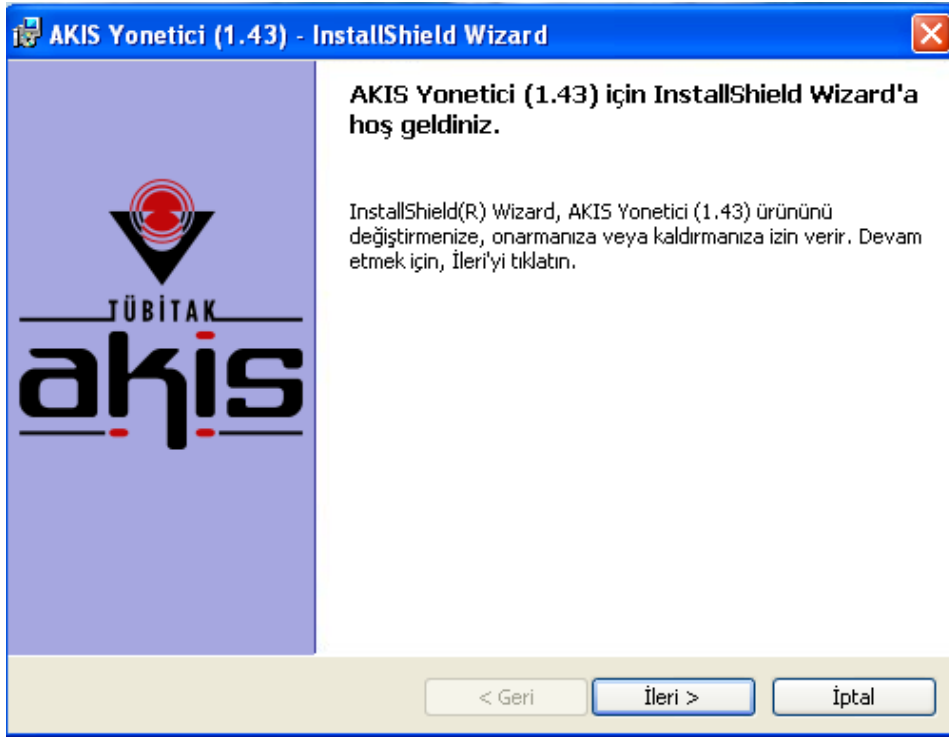 AKIS Yonetici (1.43) - InstallShield Wizard
AKIS Yonetici (1.43) için InstallShield Wizard'a
hoş geldiniz.
InstallShield(R) Wizard, AKIS Yonetici (1.43) ürününü
değiştirmenize, onarmanıza veya kaldırmanıza izin verir. Devam
etmek için, İleri'yi tıklatın.
TÜBİTAK
akis
< Geri
İleri >
İptal